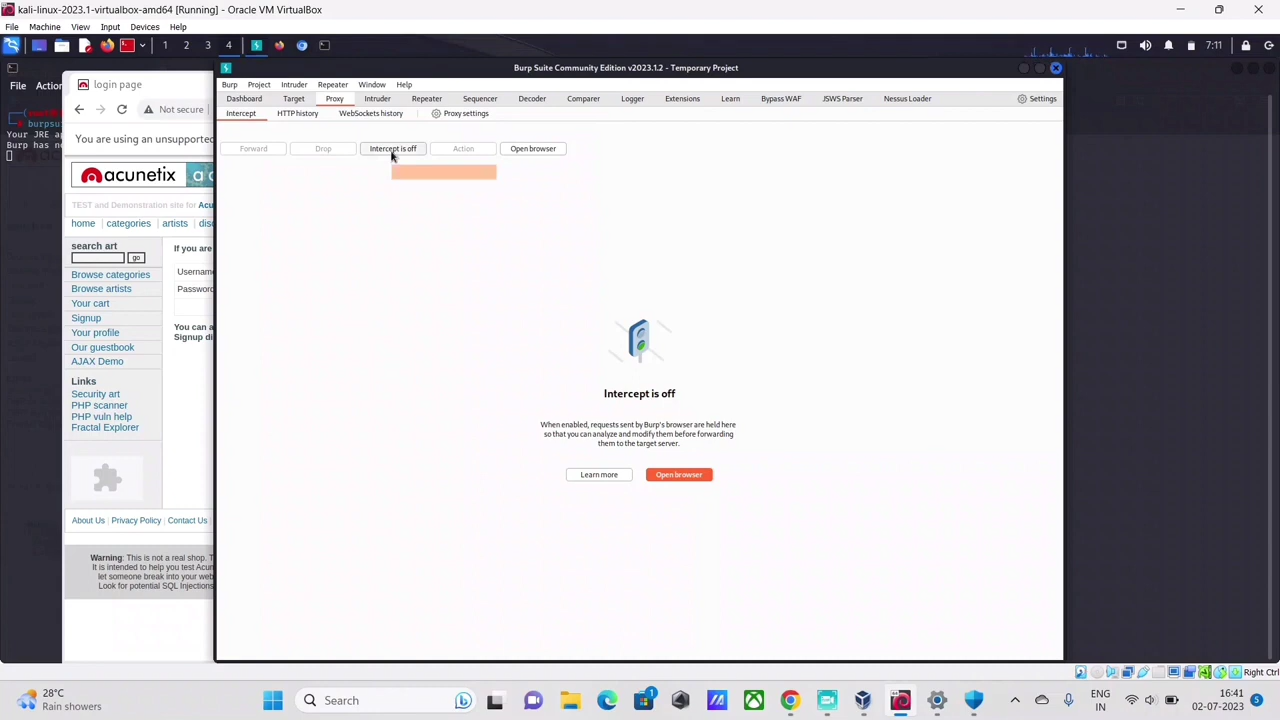 kali-linux-2023.1-virtualbox-amd64 [Running] - Oracle VM VirtualBox
File Machine View Input Devices Help
1 2 3 4
7:11
Burp Suite Community Edition v2023.1.2 - Temporary Project
File Action
login page
Burp Project Intruder Repeater Window Help
Dashboard Target Proxy Intruder Repeater Sequencer Decoder Comparer Logger Extensions Learn Bypass WAF JSWS Parser Nessus Loader Settings
Not secure
Intercept HTTP history WebSockets history Proxy settings
burpsu
Your JRE ap
Burp has no
You are using an unsupported
Forward Drop Intercept is off Action Open browser
acunetix
TEST and Demonstration site for Acu
home categories artists disc
search art
go
Browse categories
Browse artists
Your cart
Signup
Your profile
Our guestbook
AJAX Demo
Links
Security art
PHP scanner
PHP vuln help
Fractal Explorer
If you are
Username
Password
You can a
Signup di
Intercept is off
When enabled, requests sent by Burp's browser are held here
so that you can analyze and modify them before forwarding
them to the target server.
Learn more Open browser
About Us Privacy Policy Contact Us
Warning: This is not a real shop. T
It is intended to help you test Acun
let someone break into your web
Look for potential SQL Injections
Right Ctrl
28°C
Rain showers
Search
1
ENG
IN
16:41
02-07-2023
5